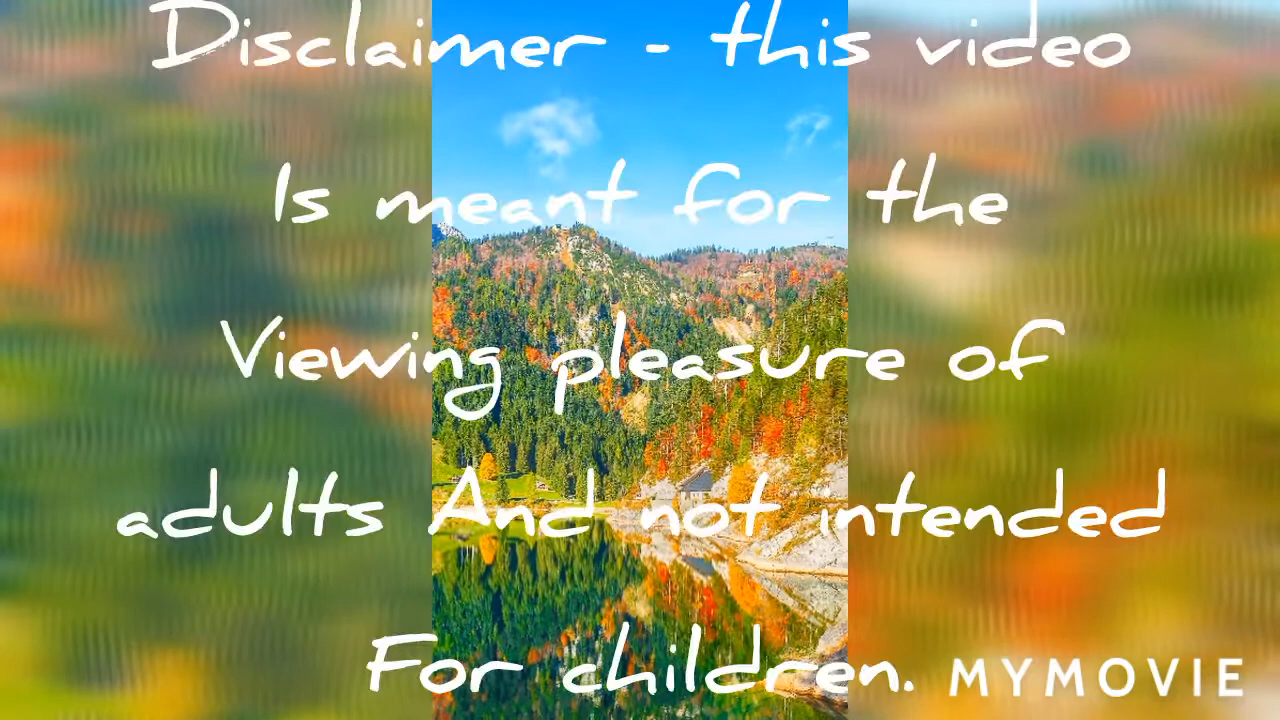 Disclaimer - this video
Is meant for the
Viewing pleasure of
adults And not intended
For children.
MYMOVIE